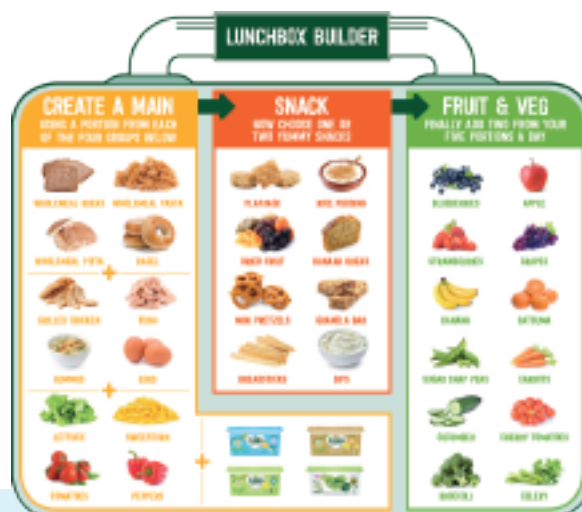 LUNCHBOX BUILDER
CREATE A MAIN
USING A PORTION FROM EACH
OF THE FOUR GROUPS BELOW
WHOLEMEAL BREAD WHOLEMEAL PASTA
WHOLEMEAL PITTA BAGEL
+
GRILLED CHICKEN TUNA
HUMMUS EGGS
+
LETTUCE SWEETCORN
TOMATOES PEPPERS
+
SNACK
NOW CHOOSE ONE OR
TWO YUMMY SNACKS
FLAPJACK RICE PUDDING
DRIED FRUIT BANANA BREAD
MINI PRETZELS GRANOLA BAR
BREADSTICKS DIPS
FRUIT & VEG
FINALLY ADD TWO FROM YOUR
FIVE PORTIONS A DAY
BLUEBERRIES APPLE
STRAWBERRIES GRAPES
BANANA SATSUMA
SUGAR SNAP PEAS CARROTS
CUCUMBER CHERRY TOMATOES
BROCCOLI CELERY